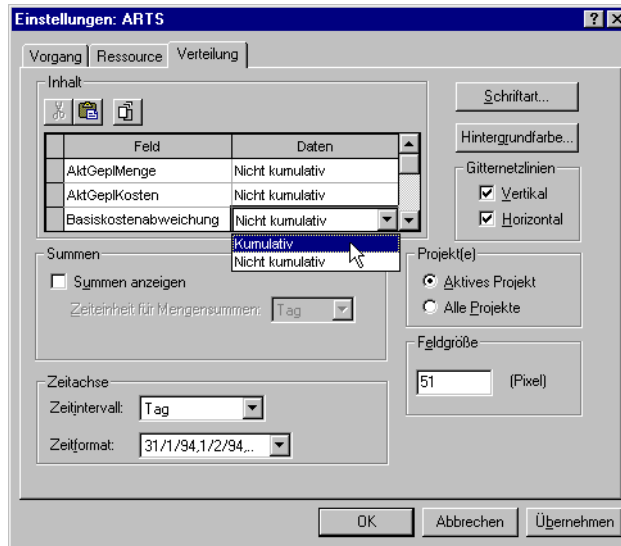 Einstellungen: ARTS
Vorgang Ressource Verteilung
Inhalt
Feld Daten
AktGeplMenge Nicht kumulativ
AktGeplKosten Nicht kumulativ
Basiskostenabweichung Nicht kumulativ
Kumulativ
Nicht kumulativ
Schriftart...
Hintergrundfarbe...
Gitternetzlinien
Vertikal
Horizontal
Summen
Summen anzeigen
Zeiteinheit für Mengensummen: Tag
Projekt(e)
Aktives Projekt
Alle Projekte
Feldgröße
51 (Pixel)
Zeitachse
Zeitintervall: Tag
Zeitformat: 31/1/94,1/2/94,..
OK Abbrechen Übernehmen